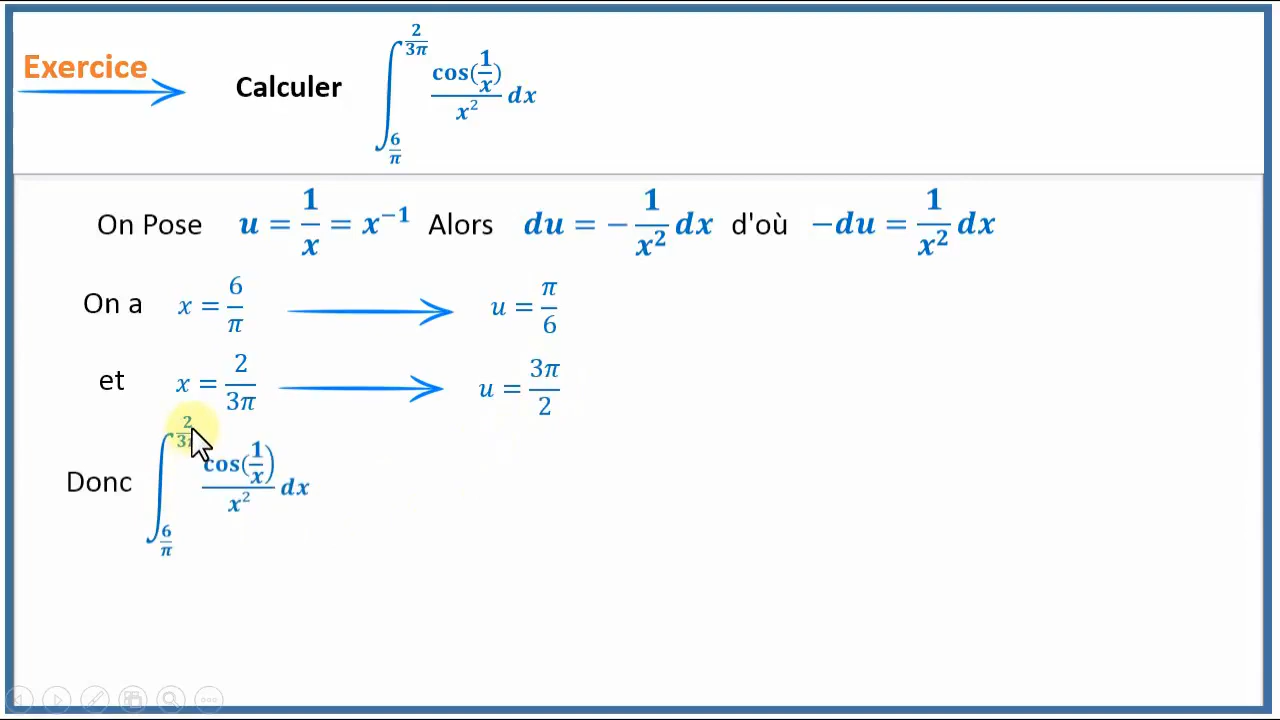 Exercice
Calculer ∫_{6/π}^{2/3π} cos(1/x)/x² dx
On Pose u = 1/x = x⁻¹ Alors du = −1/x² dx d'où −du = 1/x² dx
On a x = 6/π ⟶ u = π/6
et x = 2/3π ⟶ u = 3π/2
Donc ∫_{6/π}^{2/3} cos(1/x)/x² dx